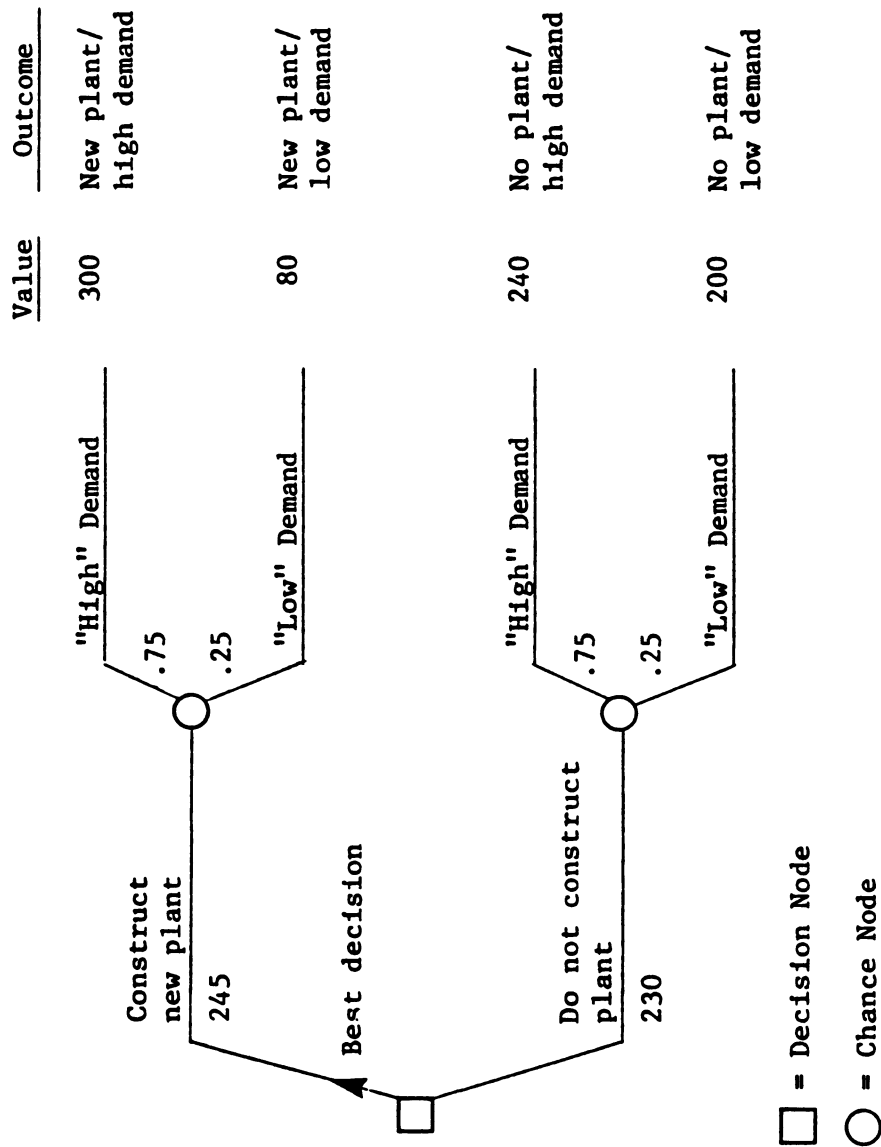 Value Outcome
Construct
new plant
245
"High" Demand
.75
300
New plant/
high demand
.25
"Low" Demand
80
New plant/
low demand
Best decision
Do not construct
plant
230
"High" Demand
.75
240
No plant/
high demand
.25
"Low" Demand
200
No plant/
low demand
= Decision Node
= Chance Node